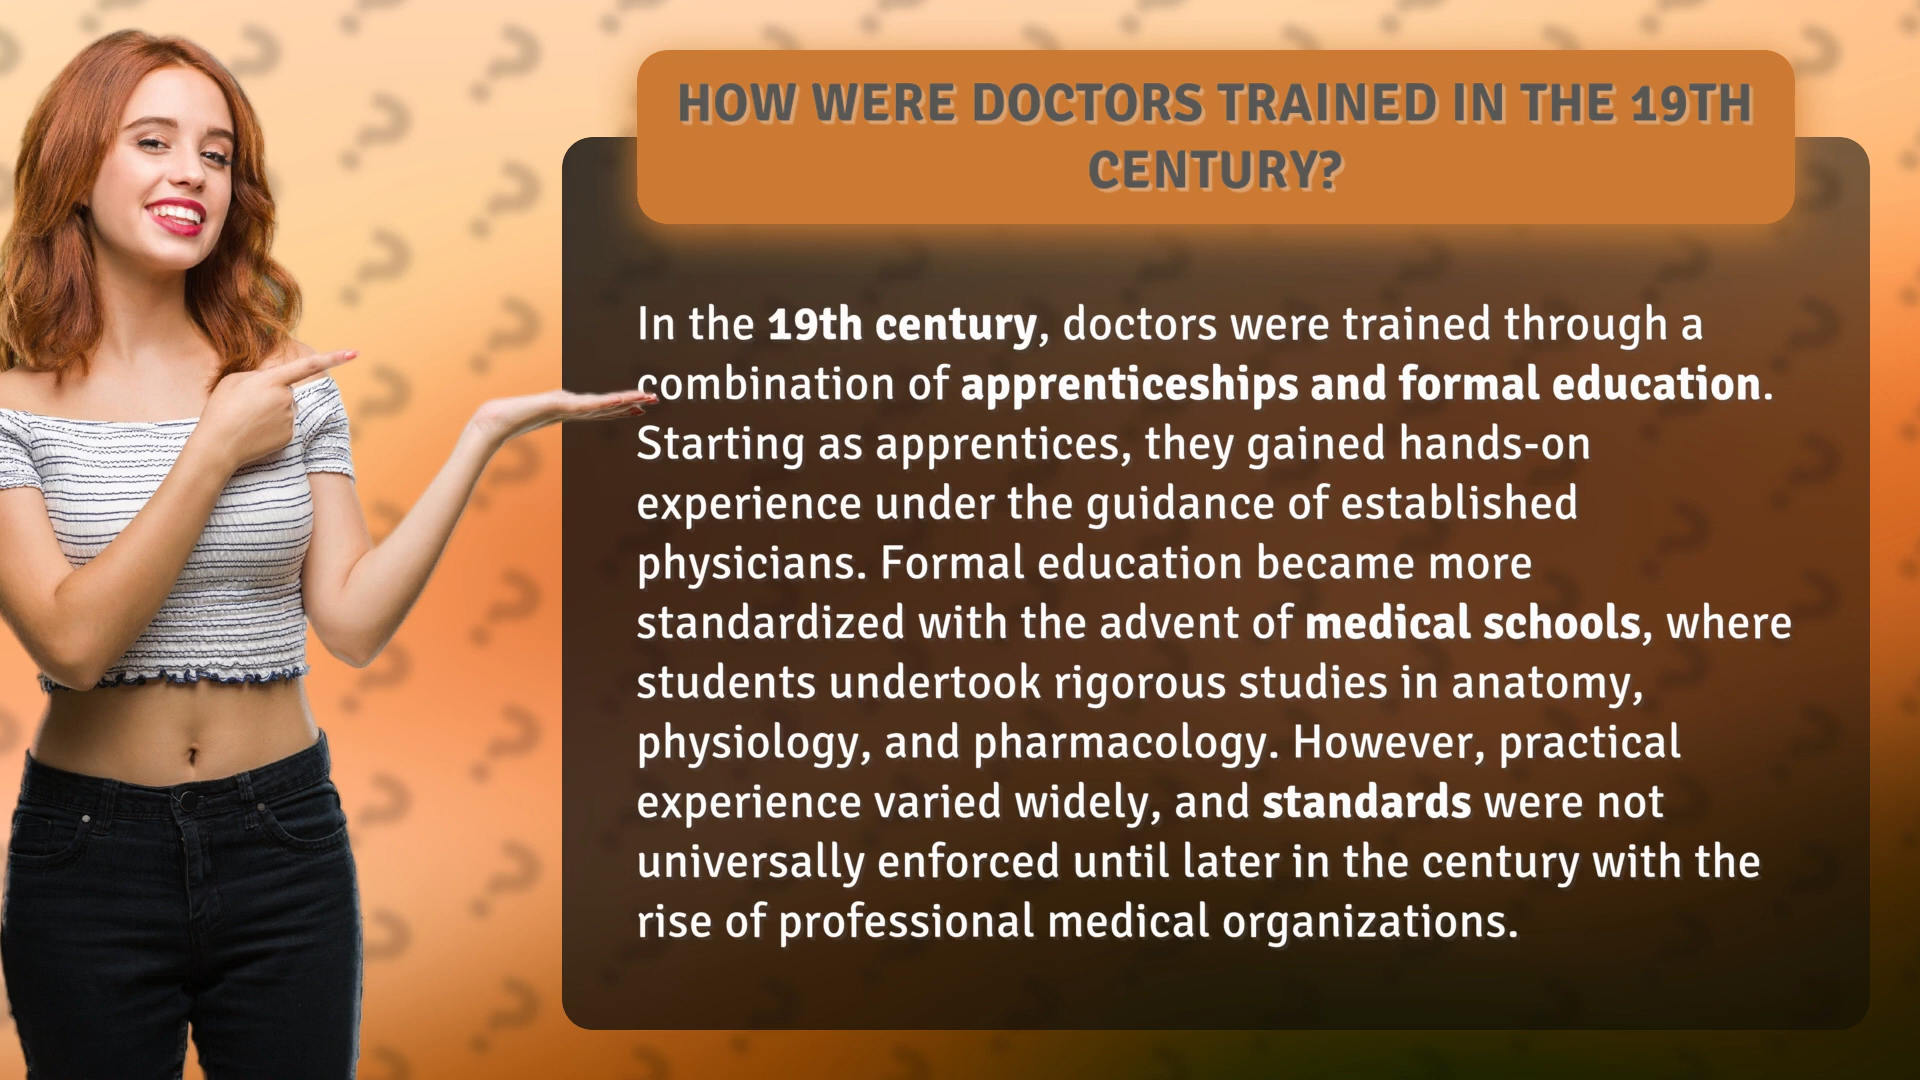 HOW WERE DOCTORS TRAINED IN THE 19TH
CENTURY?
In the 19th century, doctors were trained through a
combination of apprenticeships and formal education.
Starting as apprentices, they gained hands-on
experience under the guidance of established
physicians. Formal education became more
standardized with the advent of medical schools, where
students undertook rigorous studies in anatomy,
physiology, and pharmacology. However, practical
experience varied widely, and standards were not
universally enforced until later in the century with the
rise of professional medical organizations.